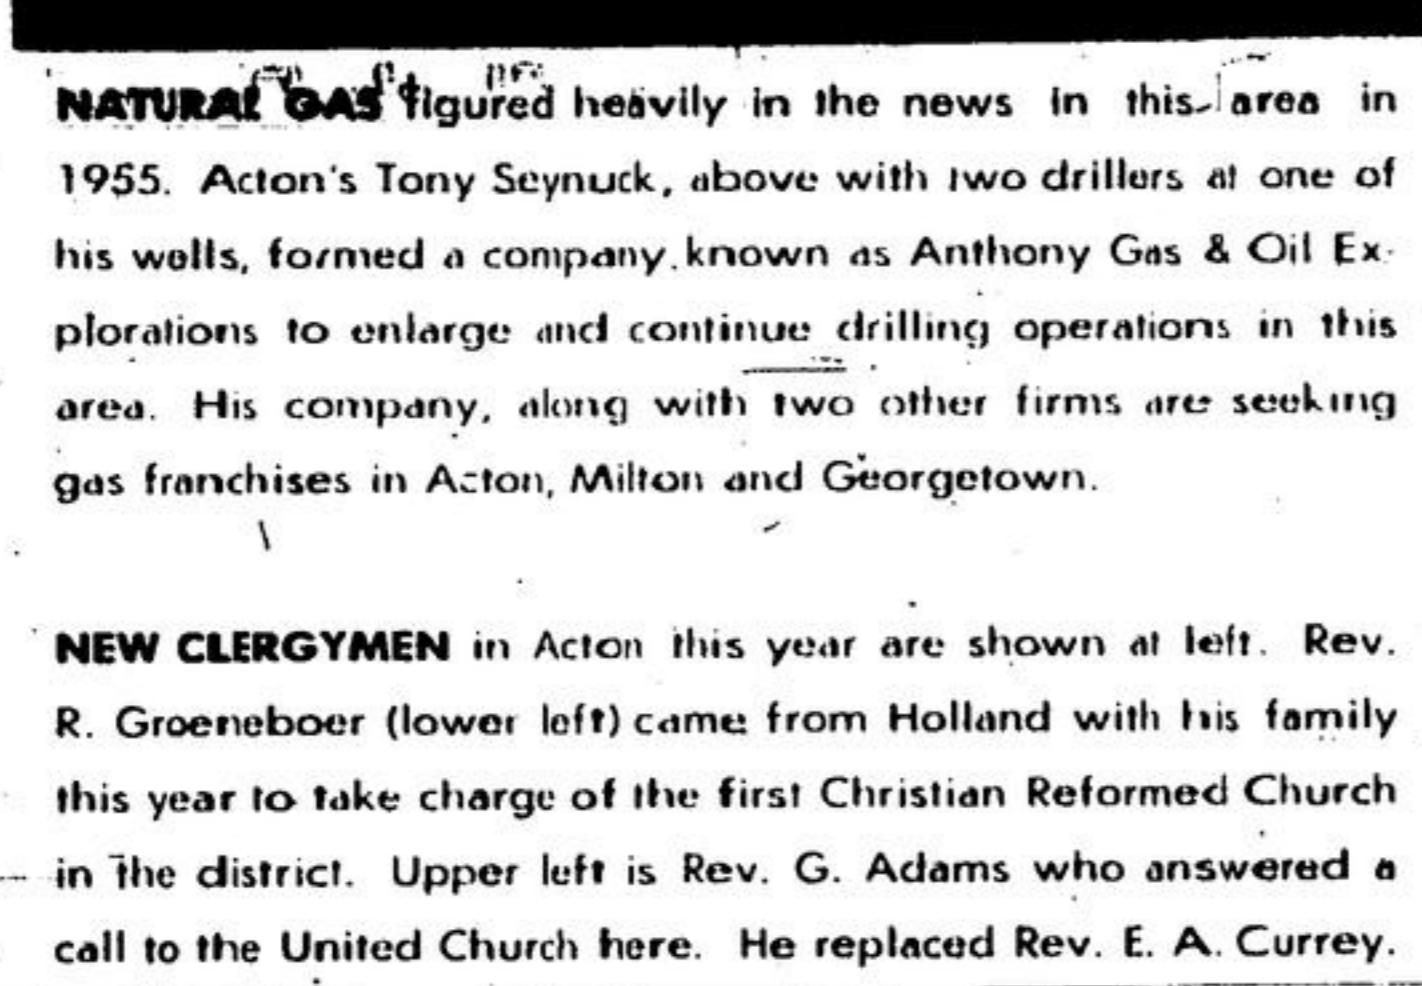 NATURAL GAS figured heavily in the news in this area in
1955. Acton's Tony Seynuck, above with two drillers at one of
his wells, formed a company known as Anthony Gas & Oil Ex-
plorations to enlarge and continue drilling operations in this
area. His company, along with two other firms are seeking
gas franchises in Acton, Milton and Georgetown.
NEW CLERGYMEN in Acton this year are shown at left. Rev.
R. Groeneboer (lower left) came from Holland with his family
this year to take charge of the first Christian Reformed Church
in the district. Upper left is Rev. G. Adams who answered a
call to the United Church here. He replaced Rev. E. A. Currey.